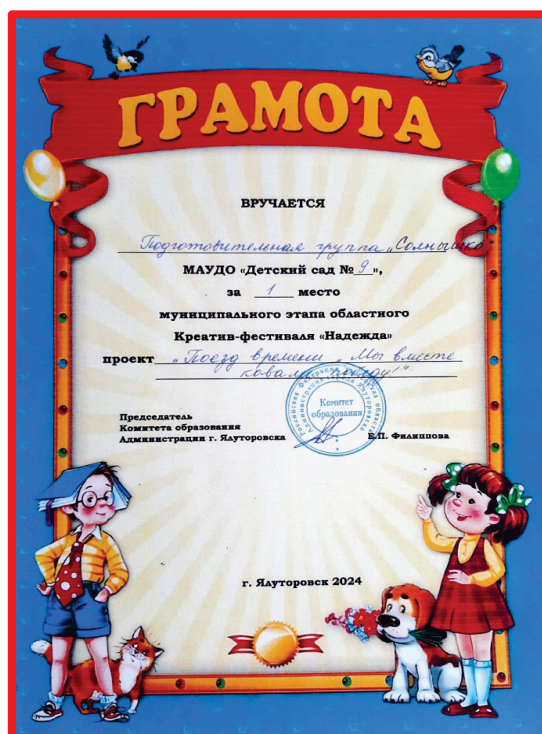 ГРАМОТА
ВРУЧАЕТСЯ
Подготовительная группа "Солнышко"
МАУДО «Детский сад № 9»,
за 1 место
муниципального этапа областного
Креатив-фестиваля «Надежда»
проект "Поезд времени "Мы вместе
ковали победу!"
Председатель
Комитета образования
Администрации г. Ялуторовска Е.П. Филиппова
Комитет
образования
г. Ялуторовск 2024